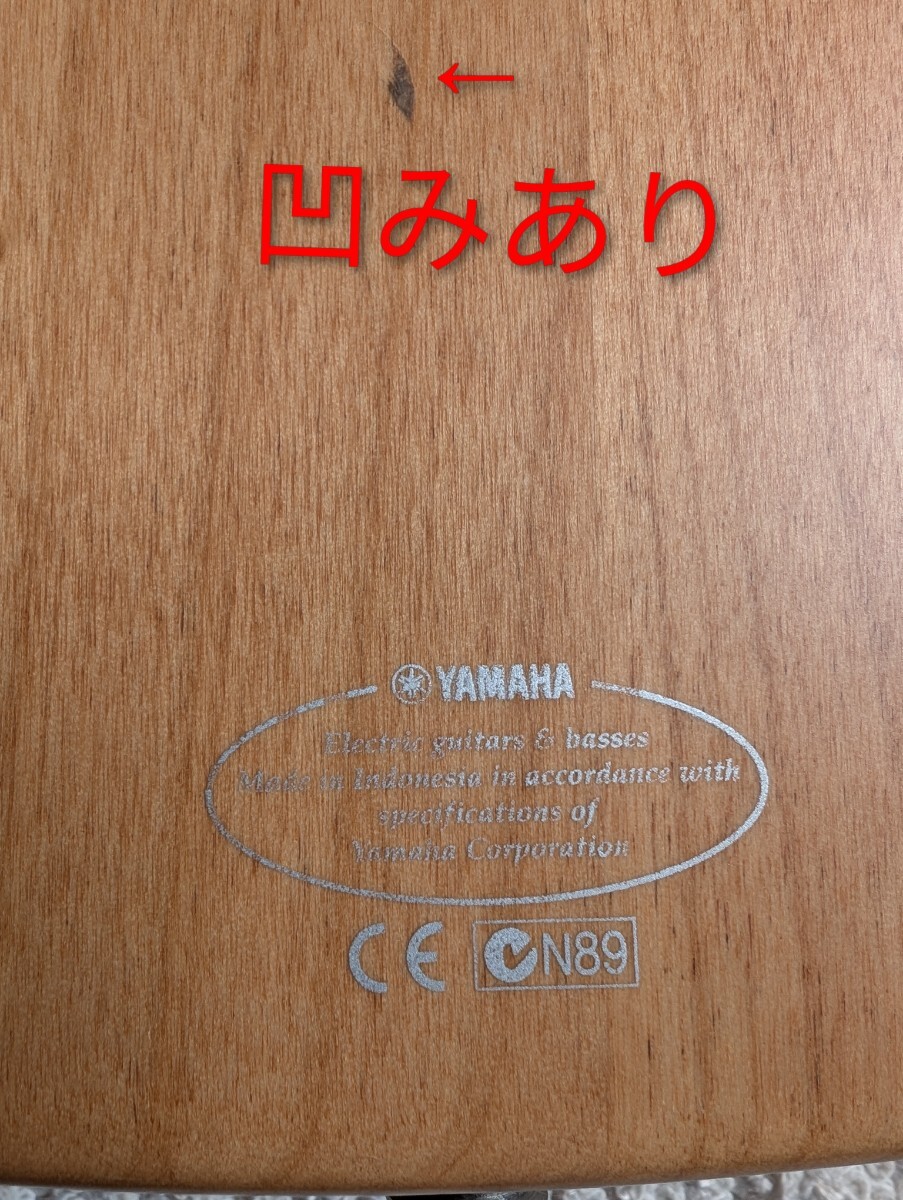 ←
凹みあり
YAMAHA
Electric guitars & basses
Made in Indonesia in accordance with
specifications of
Yamaha Corporation
CE N89